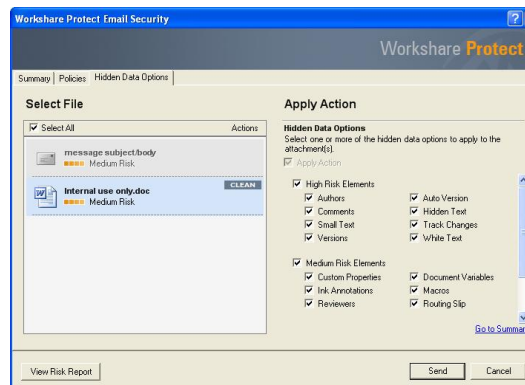 Workshare Protect Email Security
?
Workshare Protect
Summary Policies Hidden Data Options
Select File
Select All Actions
message subject/body
Medium Risk
Internal use only.doc CLEAN
Medium Risk
Apply Action
Hidden Data Options
Select one or more of the hidden data options to apply to the
attachment(s).
Apply Action
High Risk Elements
Authors Auto Version
Comments Hidden Text
Small Text Track Changes
Versions White Text
Medium Risk Elements
Custom Properties Document Variables
Ink Annotations Macros
Reviewers Routing Slip
Go to Summar
View Risk Report Send Cancel